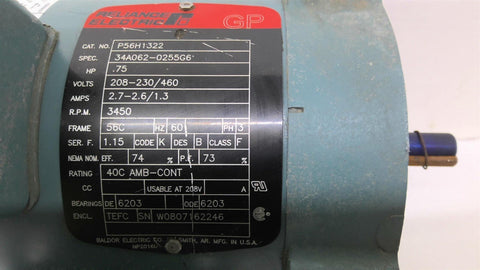 RELIANCE
ELECTRIC GP
CAT. NO. P56H1322
SPEC. 34A062-0255G6
HP .75
VOLTS 208-230/460
AMPS 2.7-2.6/1.3
R.P.M. 3450
FRAME 56C HZ 60 PH 3
SER. F. 1.15 CODE K DES B CLASS F
NEMA NOM. EFF. 74 % P.F. 73 %
RATING 40C AMB-CONT
CC USABLE AT 208V A
BEARINGS DE 6203 ODE 6203
ENCL. TEFC SN W0807162246
BALDOR ELECTRIC CO. SMITH, AR. MFG. IN U.S.A.